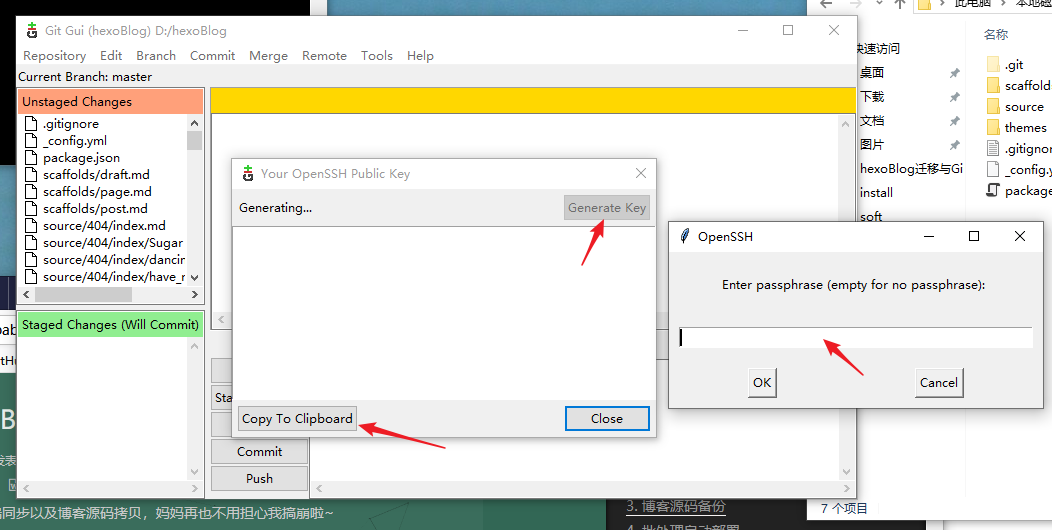 Git Gui (hexoBlog) D:/hexoBlog
Repository Edit Branch Commit Merge Remote Tools Help
Current Branch: master
Unstaged Changes
.gitignore
_config.yml
package.json
scaffolds/draft.md
scaffolds/page.md
scaffolds/post.md
source/404/index.md
source/404/index/Sugar
source/404/index/dancin
source/404/index/have_r
Staged Changes (Will Commit)
Sta
Commit
Push
Your OpenSSH Public Key
Generating...
Generate Key
Copy To Clipboard
Close
OpenSSH
Enter passphrase (empty for no passphrase):
OK
Cancel
此电脑
本地磁
快速访问
桌面
下载
文档
图片
hexoBlog迁移与Gi
install
soft
名称
.git
scaffolds
source
themes
.gitignor
_config.y
package
7 个项目
tHu
B
发表
同步以及博客源码拷贝，妈妈再也不用担心我搞崩啦~
3. 博客源码备份
4. 批处理自动部署